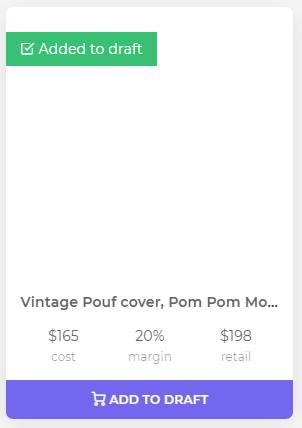 Added to draft
Vintage Pouf cover, Pom Pom Mo...
$165 20% $198
cost margin retail
ADD TO DRAFT